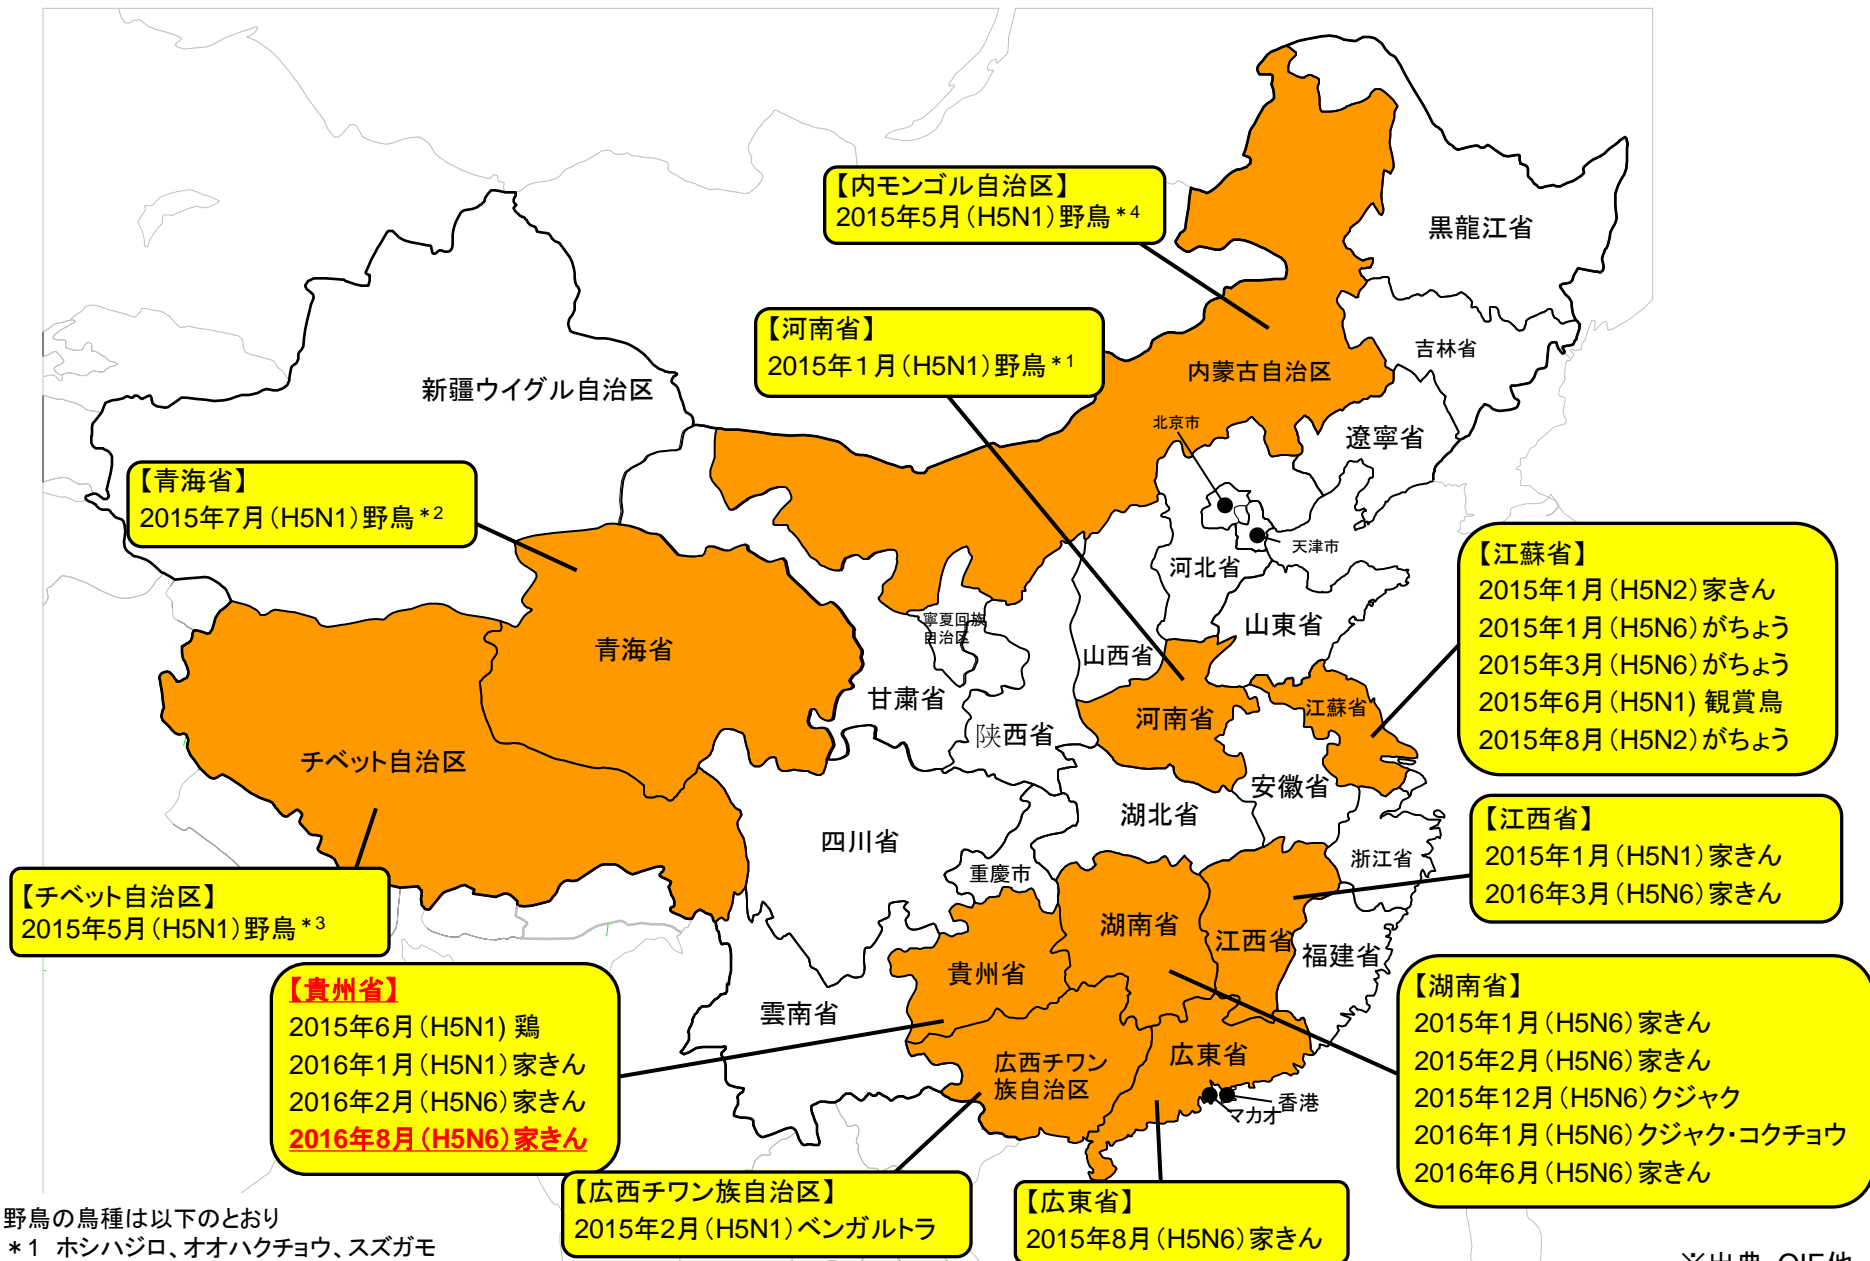 【内モンゴル自治区】
2015年5月（H5N1）野鳥*4
黒龍江省
【河南省】
2015年1月（H5N1）野鳥*1
吉林省
内蒙古自治区
新疆ウイグル自治区
北京市
遼寧省
【青海省】
2015年7月（H5N1）野鳥*2
天津市
河北省
【江蘇省】
2015年1月（H5N2）家きん
2015年1月（H5N6）がちょう
2015年3月（H5N6）がちょう
2015年6月（H5N1）観賞鳥
2015年8月（H5N2）がちょう
寧夏回族
自治区
山東省
青海省
山西省
甘粛省
河南省
江蘇省
陝西省
チベット自治区
安徽省
湖北省
四川省
【江西省】
2015年1月（H5N1）家きん
2016年3月（H5N6）家きん
浙江省
重慶市
【チベット自治区】
2015年5月（H5N1）野鳥*3
湖南省
江西省
福建省
貴州省
【貴州省】
2015年6月（H5N1）鶏
2016年1月（H5N1）家きん
2016年2月（H5N6）家きん
2016年8月（H5N6）家きん
雲南省
【湖南省】
2015年1月（H5N6）家きん
2015年2月（H5N6）家きん
2015年12月（H5N6）クジャク
2016年1月（H5N6）クジャク・コクチョウ
2016年6月（H5N6）家きん
広西チワン
族自治区
広東省
香港
マカオ
【広西チワン族自治区】
2015年2月（H5N1）ベンガルトラ
【広東省】
2015年8月（H5N6）家きん
野鳥の鳥種は以下のとおり
*1 ホシハジロ、オオハクチョウ、スズガモ
※出典 OIE他